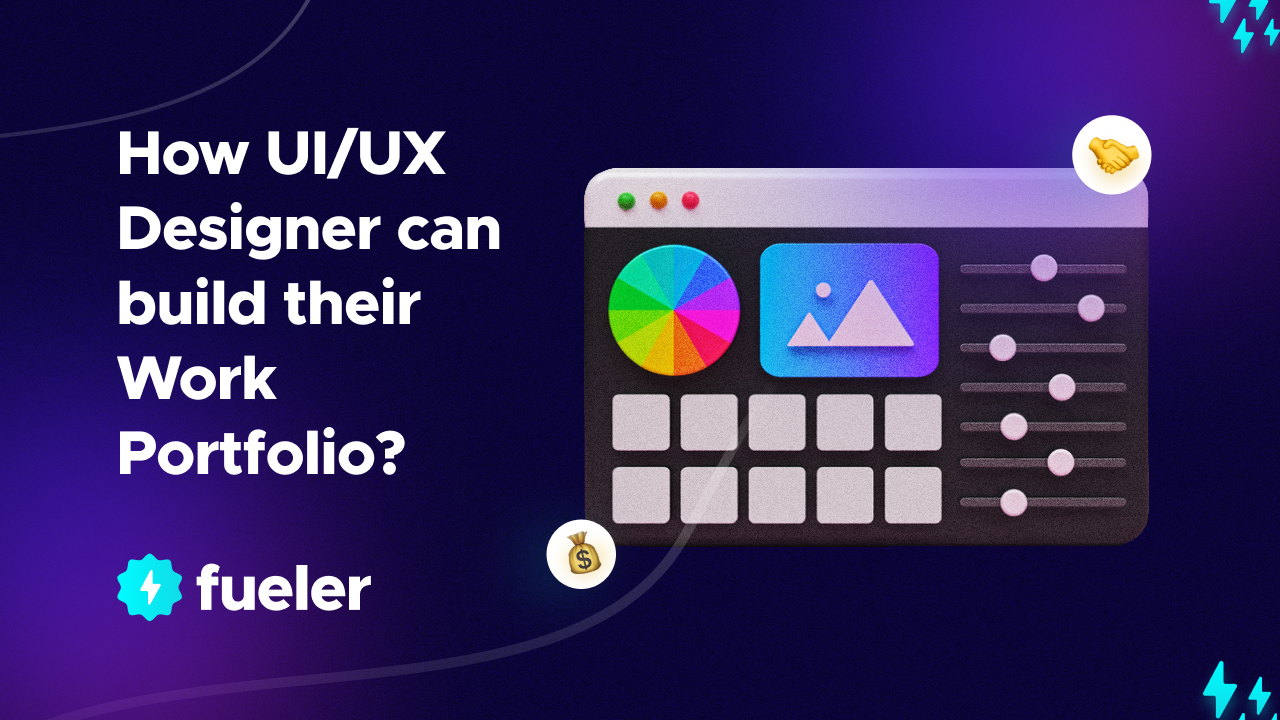 How UI/UX
Designer can
build their
Work
Portfolio?
fueler
$